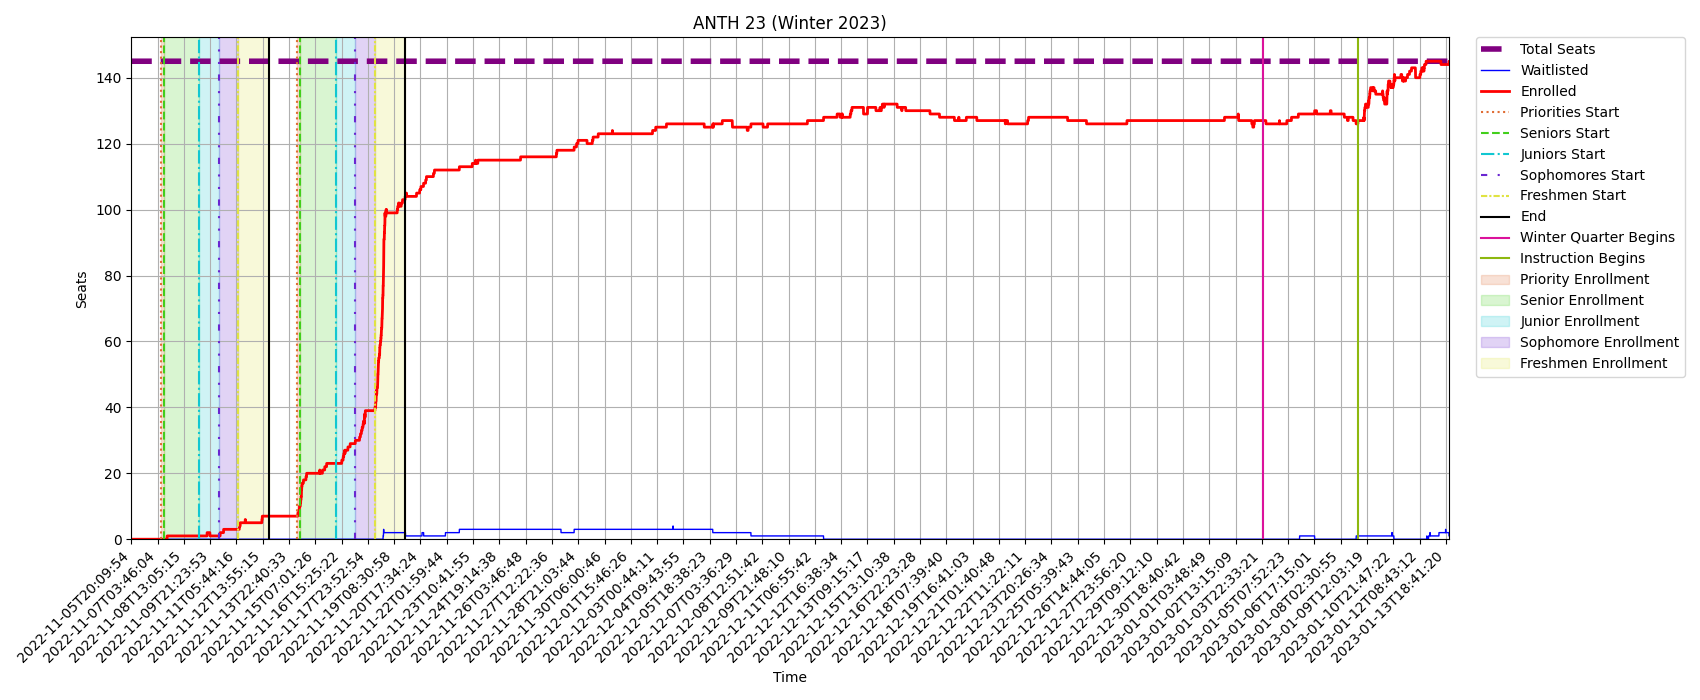 ANTH 23 (Winter 2023)
Seats
140
120
100
80
60
40
20
0
2022-11-05T20:09:54
2022-11-07T03:46:04
2022-11-08T13:05:15
2022-11-09T21:23:53
2022-11-11T05:44:16
2022-11-12T13:55:15
2022-11-13T22:40:33
2022-11-15T07:01:26
2022-11-16T15:25:22
2022-11-17T23:52:54
2022-11-19T08:30:58
2022-11-20T17:34:24
2022-11-22T01:59:44
2022-11-23T10:41:55
2022-11-24T19:14:38
2022-11-26T03:46:48
2022-11-27T12:22:36
2022-11-28T21:03:44
2022-11-30T06:00:46
2022-12-01T15:46:26
2022-12-03T00:44:11
2022-12-04T09:43:55
2022-12-05T18:38:23
2022-12-07T03:36:29
2022-12-08T12:51:42
2022-12-09T21:48:10
2022-12-11T06:55:42
2022-12-12T16:38:34
2022-12-14T03:09:15:17
2022-12-15T13:10:38
2022-12-16T22:23:28
2022-12-18T07:39:40
2022-12-19T16:41:03
2022-12-21T01:40:48
2022-12-22T11:22:11
2022-12-23T20:26:34
2022-12-25T05:39:43
2022-12-26T14:44:05
2022-12-27T23:56:20
2022-12-29T09:12:10
2022-12-30T18:40:42
2023-01-01T03:48:49
2023-01-02T13:15:09
2023-01-03T22:33:21
2023-01-05T07:52:23
2023-01-06T17:15:01
2023-01-08T02:30:55
2023-01-09T12:03:19
2023-01-10T21:47:22
2023-01-12T08:43:12
2023-01-13T18:41:20
Time
Total Seats
Waitlisted
Enrolled
Priorities Start
Seniors Start
Juniors Start
Sophomores Start
Freshmen Start
End
Winter Quarter Begins
Instruction Begins
Priority Enrollment
Senior Enrollment
Junior Enrollment
Sophomore Enrollment
Freshmen Enrollment